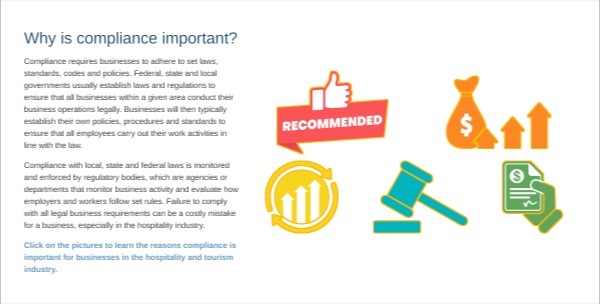 Why is compliance important?
Compliance requires businesses to adhere to set laws,
standards, codes and policies. Federal, state and local
governments usually establish laws and regulations to
ensure that all businesses within a given area conduct their
business operations legally. Businesses will then typically
establish their own policies, procedures and standards to
ensure that all employees carry out their work activities in
line with the law.
Compliance with local, state and federal laws is monitored
and enforced by regulatory bodies, which are agencies or
departments that monitor business activity and evaluate how
employers and workers follow set rules. Failure to comply
with all legal business requirements can be a costly mistake
for a business, especially in the hospitality industry.
Click on the pictures to learn the reasons compliance is
important for businesses in the hospitality and tourism
industry.
RECOMMENDED
$
$